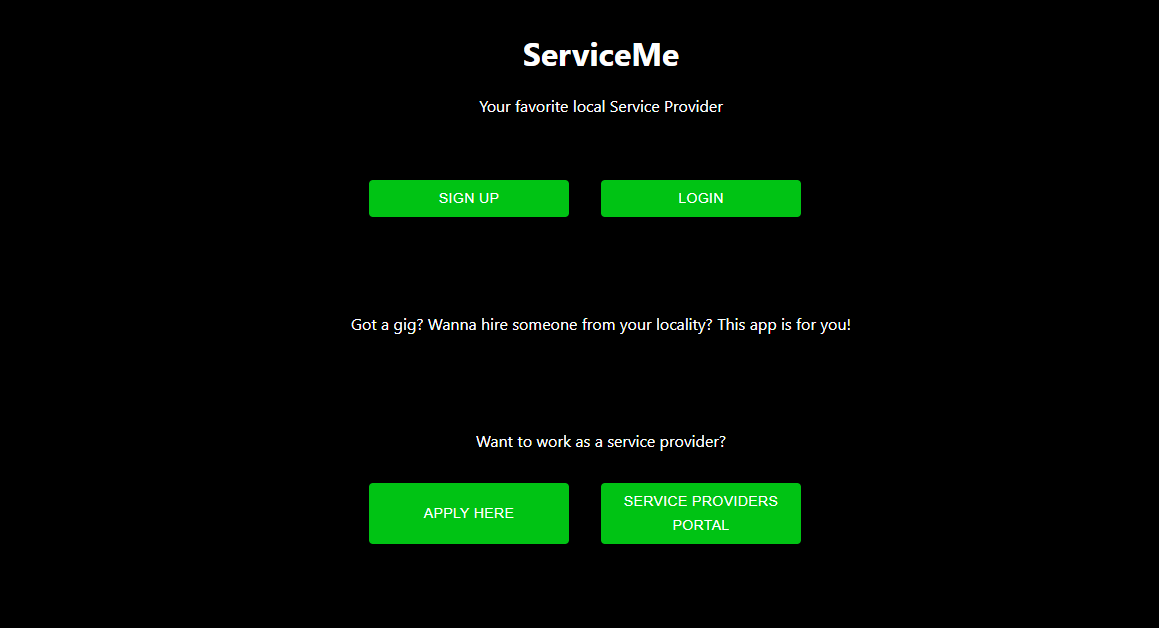 ServiceMe
Your favorite local Service Provider
SIGN UP
LOGIN
Got a gig? Wanna hire someone from your locality? This app is for you!
Want to work as a service provider?
APPLY HERE
SERVICE PROVIDERS
PORTAL